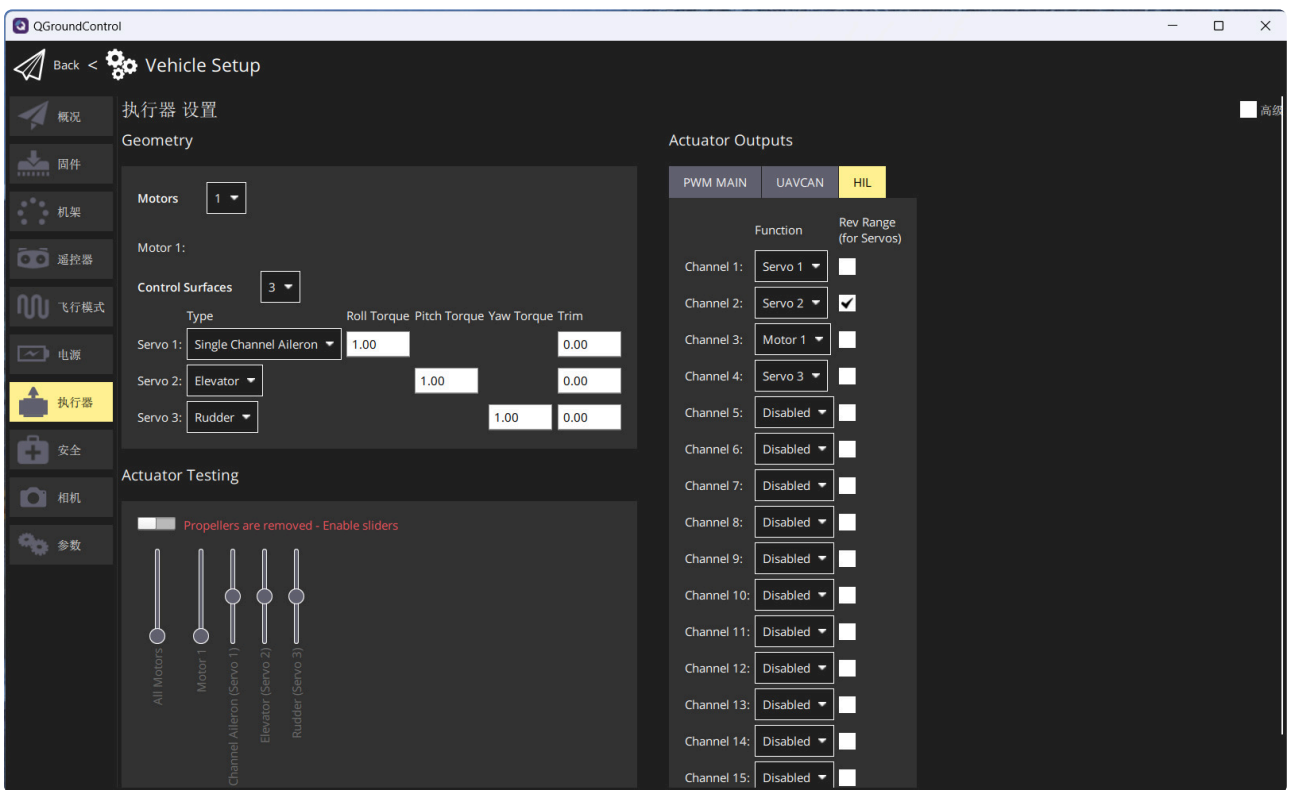 QGroundControl
Back < Vehicle Setup
概况
固件
机架
遥控器
飞行模式
电源
执行器
安全
相机
参数
执行器 设置
高级
Geometry
Motors 1
Motor 1:
Control Surfaces 3
Type Roll Torque Pitch Torque Yaw Torque Trim
Servo 1: Single Channel Aileron 1.00 0.00
Servo 2: Elevator 1.00 0.00
Servo 3: Rudder 1.00 0.00
Actuator Testing
Propellers are removed - Enable sliders
All Motors
Motor 1
Channel Aileron (Servo 1)
Elevator (Servo 2)
Rudder (Servo 3)
Actuator Outputs
PWM MAIN UAVCAN HIL
Function Rev Range
(for Servos)
Channel 1: Servo 1
Channel 2: Servo 2
Channel 3: Motor 1
Channel 4: Servo 3
Channel 5: Disabled
Channel 6: Disabled
Channel 7: Disabled
Channel 8: Disabled
Channel 9: Disabled
Channel 10: Disabled
Channel 11: Disabled
Channel 12: Disabled
Channel 13: Disabled
Channel 14: Disabled
Channel 15: Disabled